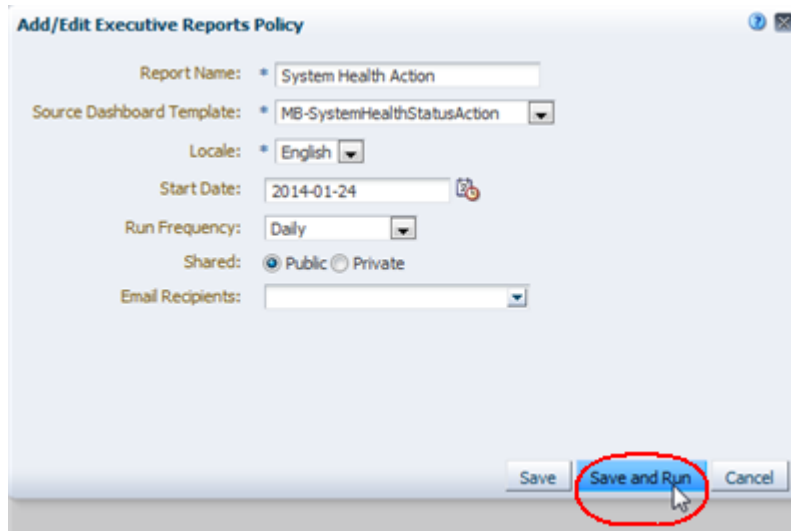 Add/Edit Executive Reports Policy
Report Name: * System Health Action
Source Dashboard Template: * MB-SystemHealthStatusAction
Locale: * English
Start Date: 2014-01-24
Run Frequency: Daily
Shared: Public Private
Email Recipients:
Save Save and Run Cancel